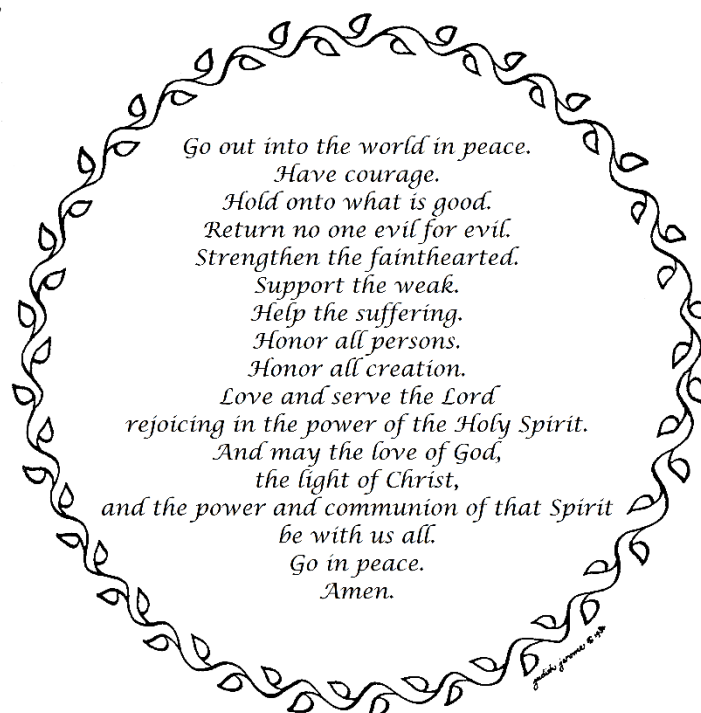 Go out into the world in peace.
Have courage.
Hold onto what is good.
Return no one evil for evil.
Strengthen the fainthearted.
Support the weak.
Help the suffering.
Honor all persons.
Honor all creation.
Love and serve the Lord
rejoicing in the power of the Holy Spirit.
And may the love of God,
the light of Christ,
and the power and communion of that Spirit
be with us all.
Go in peace.
Amen.
judith jerome ©